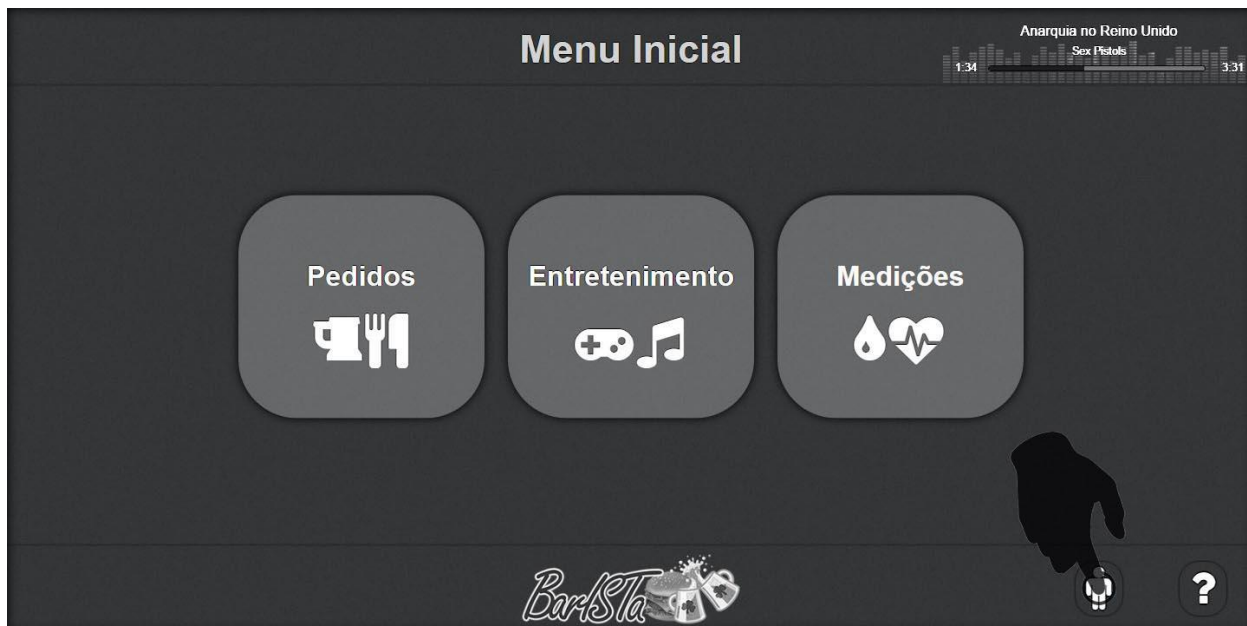 Menu Inicial
Anarquia no Reino Unido
Sex Pistols
1:34
3:31
Pedidos
Entretenimento
Medições
BarISTa
?